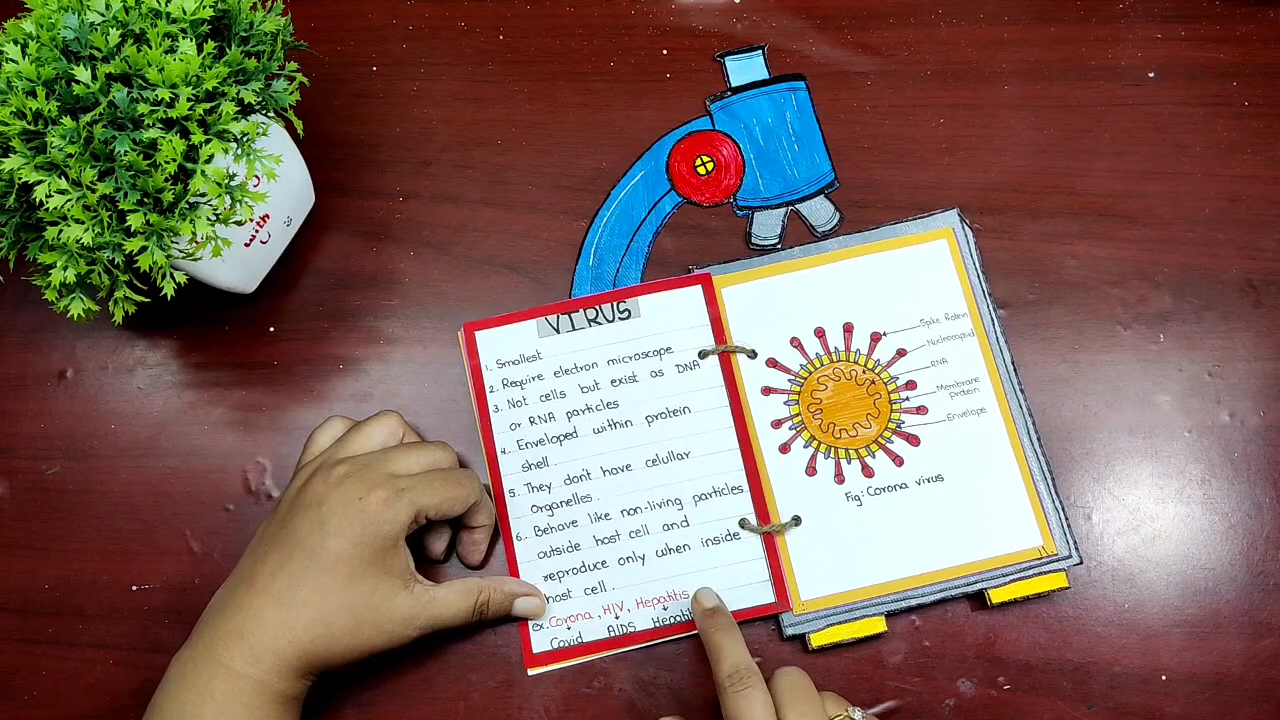 with
VIRUS
1. Smallest
2. Require electron microscope
3. Not cells but exist as DNA
or RNA particles
4. Enveloped within protein
shell.
5. They don't have celullar
organelles.
6. Behave like non-living particles
outside host cell and
reproduce only when inside
host cell.
ex. Corona, HIV, Hepatitis
Covid AIDS
Spike Protein
Nucleocapsid
RNA
Membrane
protein
Envelope
Fig: Corona virus